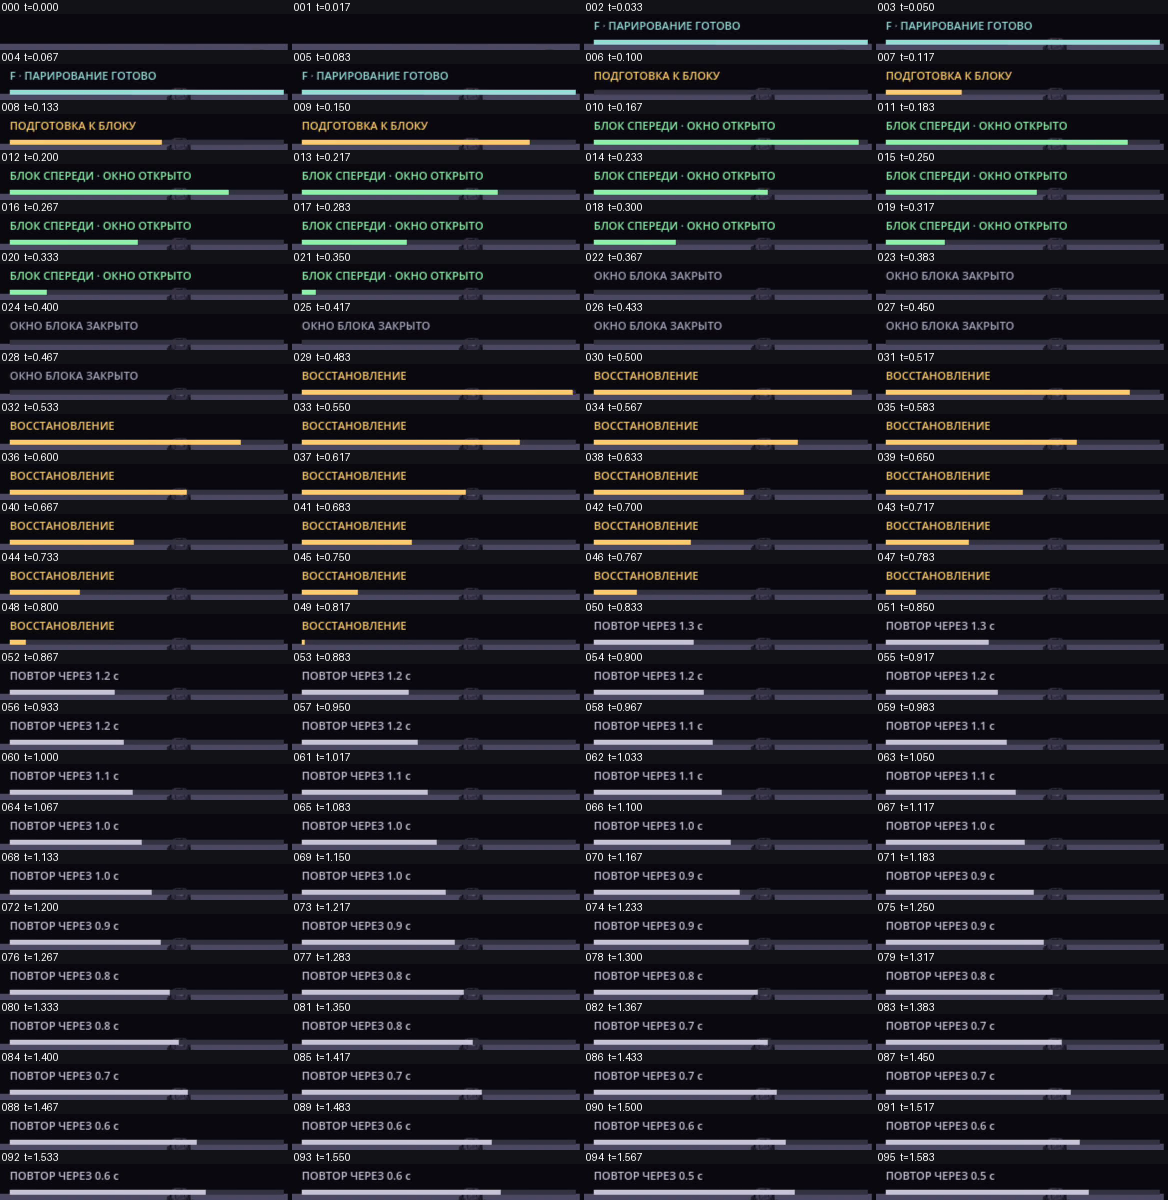 000 t=0.000
001 t=0.017
002 t=0.033
F · ПАРИРОВАНИЕ ГОТОВО
003 t=0.050
F · ПАРИРОВАНИЕ ГОТОВО
004 t=0.067
F · ПАРИРОВАНИЕ ГОТОВО
005 t=0.083
F · ПАРИРОВАНИЕ ГОТОВО
006 t=0.100
ПОДГОТОВКА К БЛОКУ
007 t=0.117
ПОДГОТОВКА К БЛОКУ
008 t=0.133
ПОДГОТОВКА К БЛОКУ
009 t=0.150
ПОДГОТОВКА К БЛОКУ
010 t=0.167
БЛОК СПЕРЕДИ · ОКНО ОТКРЫТО
011 t=0.183
БЛОК СПЕРЕДИ · ОКНО ОТКРЫТО
012 t=0.200
БЛОК СПЕРЕДИ · ОКНО ОТКРЫТО
013 t=0.217
БЛОК СПЕРЕДИ · ОКНО ОТКРЫТО
014 t=0.233
БЛОК СПЕРЕДИ · ОКНО ОТКРЫТО
015 t=0.250
БЛОК СПЕРЕДИ · ОКНО ОТКРЫТО
016 t=0.267
БЛОК СПЕРЕДИ · ОКНО ОТКРЫТО
017 t=0.283
БЛОК СПЕРЕДИ · ОКНО ОТКРЫТО
018 t=0.300
БЛОК СПЕРЕДИ · ОКНО ОТКРЫТО
019 t=0.317
БЛОК СПЕРЕДИ · ОКНО ОТКРЫТО
020 t=0.333
БЛОК СПЕРЕДИ · ОКНО ОТКРЫТО
021 t=0.350
БЛОК СПЕРЕДИ · ОКНО ОТКРЫТО
022 t=0.367
ОКНО БЛОКА ЗАКРЫТО
023 t=0.383
ОКНО БЛОКА ЗАКРЫТО
024 t=0.400
ОКНО БЛОКА ЗАКРЫТО
025 t=0.417
ОКНО БЛОКА ЗАКРЫТО
026 t=0.433
ОКНО БЛОКА ЗАКРЫТО
027 t=0.450
ОКНО БЛОКА ЗАКРЫТО
028 t=0.467
ОКНО БЛОКА ЗАКРЫТО
029 t=0.483
ВОССТАНОВЛЕНИЕ
030 t=0.500
ВОССТАНОВЛЕНИЕ
031 t=0.517
ВОССТАНОВЛЕНИЕ
032 t=0.533
ВОССТАНОВЛЕНИЕ
033 t=0.550
ВОССТАНОВЛЕНИЕ
034 t=0.567
ВОССТАНОВЛЕНИЕ
035 t=0.583
ВОССТАНОВЛЕНИЕ
036 t=0.600
ВОССТАНОВЛЕНИЕ
037 t=0.617
ВОССТАНОВЛЕНИЕ
038 t=0.633
ВОССТАНОВЛЕНИЕ
039 t=0.650
ВОССТАНОВЛЕНИЕ
040 t=0.667
ВОССТАНОВЛЕНИЕ
041 t=0.683
ВОССТАНОВЛЕНИЕ
042 t=0.700
ВОССТАНОВЛЕНИЕ
043 t=0.717
ВОССТАНОВЛЕНИЕ
044 t=0.733
ВОССТАНОВЛЕНИЕ
045 t=0.750
ВОССТАНОВЛЕНИЕ
046 t=0.767
ВОССТАНОВЛЕНИЕ
047 t=0.783
ВОССТАНОВЛЕНИЕ
048 t=0.800
ВОССТАНОВЛЕНИЕ
049 t=0.817
ВОССТАНОВЛЕНИЕ
050 t=0.833
ПОВТОР ЧЕРЕЗ 1.3 с
051 t=0.850
ПОВТОР ЧЕРЕЗ 1.3 с
052 t=0.867
ПОВТОР ЧЕРЕЗ 1.2 с
053 t=0.883
ПОВТОР ЧЕРЕЗ 1.2 с
054 t=0.900
ПОВТОР ЧЕРЕЗ 1.2 с
055 t=0.917
ПОВТОР ЧЕРЕЗ 1.2 с
056 t=0.933
ПОВТОР ЧЕРЕЗ 1.2 с
057 t=0.950
ПОВТОР ЧЕРЕЗ 1.2 с
058 t=0.967
ПОВТОР ЧЕРЕЗ 1.1 с
059 t=0.983
ПОВТОР ЧЕРЕЗ 1.1 с
060 t=1.000
ПОВТОР ЧЕРЕЗ 1.1 с
061 t=1.017
ПОВТОР ЧЕРЕЗ 1.1 с
062 t=1.033
ПОВТОР ЧЕРЕЗ 1.1 с
063 t=1.050
ПОВТОР ЧЕРЕЗ 1.1 с
064 t=1.067
ПОВТОР ЧЕРЕЗ 1.0 с
065 t=1.083
ПОВТОР ЧЕРЕЗ 1.0 с
066 t=1.100
ПОВТОР ЧЕРЕЗ 1.0 с
067 t=1.117
ПОВТОР ЧЕРЕЗ 1.0 с
068 t=1.133
ПОВТОР ЧЕРЕЗ 1.0 с
069 t=1.150
ПОВТОР ЧЕРЕЗ 1.0 с
070 t=1.167
ПОВТОР ЧЕРЕЗ 0.9 с
071 t=1.183
ПОВТОР ЧЕРЕЗ 0.9 с
072 t=1.200
ПОВТОР ЧЕРЕЗ 0.9 с
073 t=1.217
ПОВТОР ЧЕРЕЗ 0.9 с
074 t=1.233
ПОВТОР ЧЕРЕЗ 0.9 с
075 t=1.250
ПОВТОР ЧЕРЕЗ 0.9 с
076 t=1.267
ПОВТОР ЧЕРЕЗ 0.8 с
077 t=1.283
ПОВТОР ЧЕРЕЗ 0.8 с
078 t=1.300
ПОВТОР ЧЕРЕЗ 0.8 с
079 t=1.317
ПОВТОР ЧЕРЕЗ 0.8 с
080 t=1.333
ПОВТОР ЧЕРЕЗ 0.8 с
081 t=1.350
ПОВТОР ЧЕРЕЗ 0.8 с
082 t=1.367
ПОВТОР ЧЕРЕЗ 0.7 с
083 t=1.383
ПОВТОР ЧЕРЕЗ 0.7 с
084 t=1.400
ПОВТОР ЧЕРЕЗ 0.7 с
085 t=1.417
ПОВТОР ЧЕРЕЗ 0.7 с
086 t=1.433
ПОВТОР ЧЕРЕЗ 0.7 с
087 t=1.450
ПОВТОР ЧЕРЕЗ 0.7 с
088 t=1.467
ПОВТОР ЧЕРЕЗ 0.6 с
089 t=1.483
ПОВТОР ЧЕРЕЗ 0.6 с
090 t=1.500
ПОВТОР ЧЕРЕЗ 0.6 с
091 t=1.517
ПОВТОР ЧЕРЕЗ 0.6 с
092 t=1.533
ПОВТОР ЧЕРЕЗ 0.6 с
093 t=1.550
ПОВТОР ЧЕРЕЗ 0.6 с
094 t=1.567
ПОВТОР ЧЕРЕЗ 0.5 с
095 t=1.583
ПОВТОР ЧЕРЕЗ 0.5 с